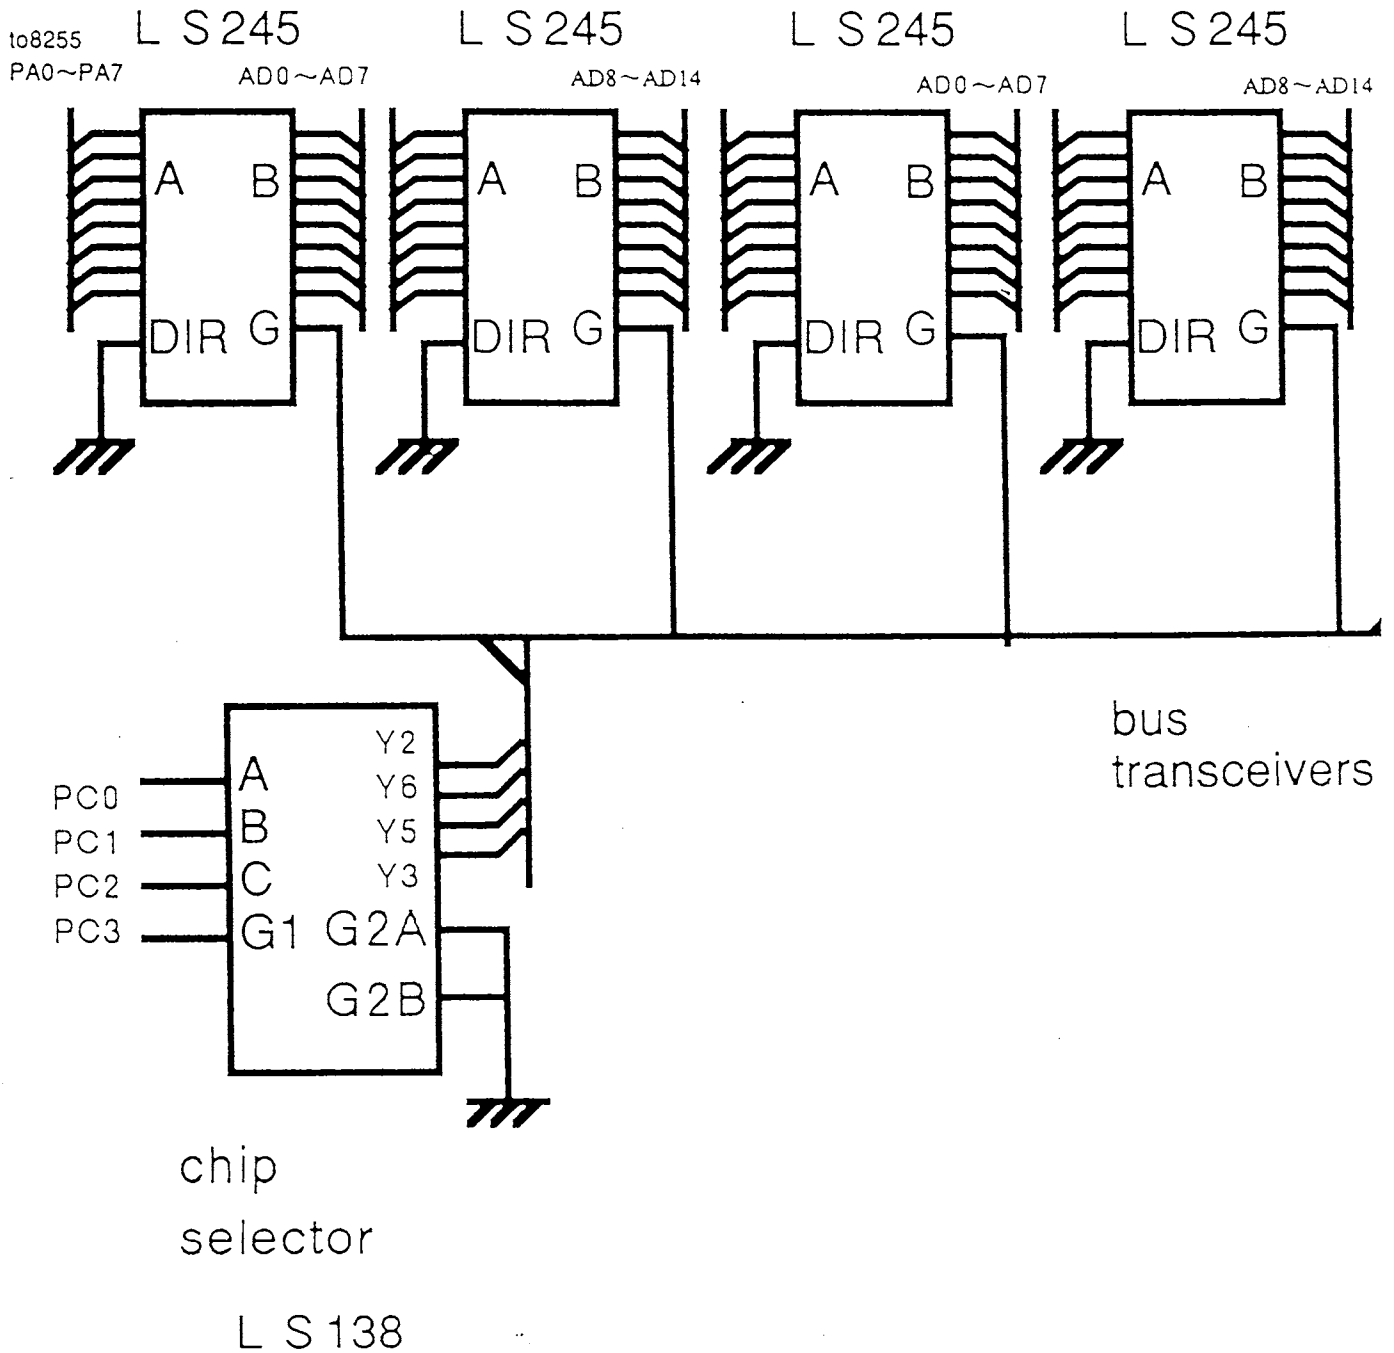 to8255
PA0~PA7
LS245
AD0~AD7
LS245
AD8~AD14
LS245
AD0~AD7
LS245
AD8~AD14
A B
DIR G
A B
DIR G
A B
DIR G
A B
DIR G
bus
transceivers
PC0
PC1
PC2
PC3
A
B
C
G1
Y2
Y6
Y5
Y3
G2A
G2B
chip
selector
LS138